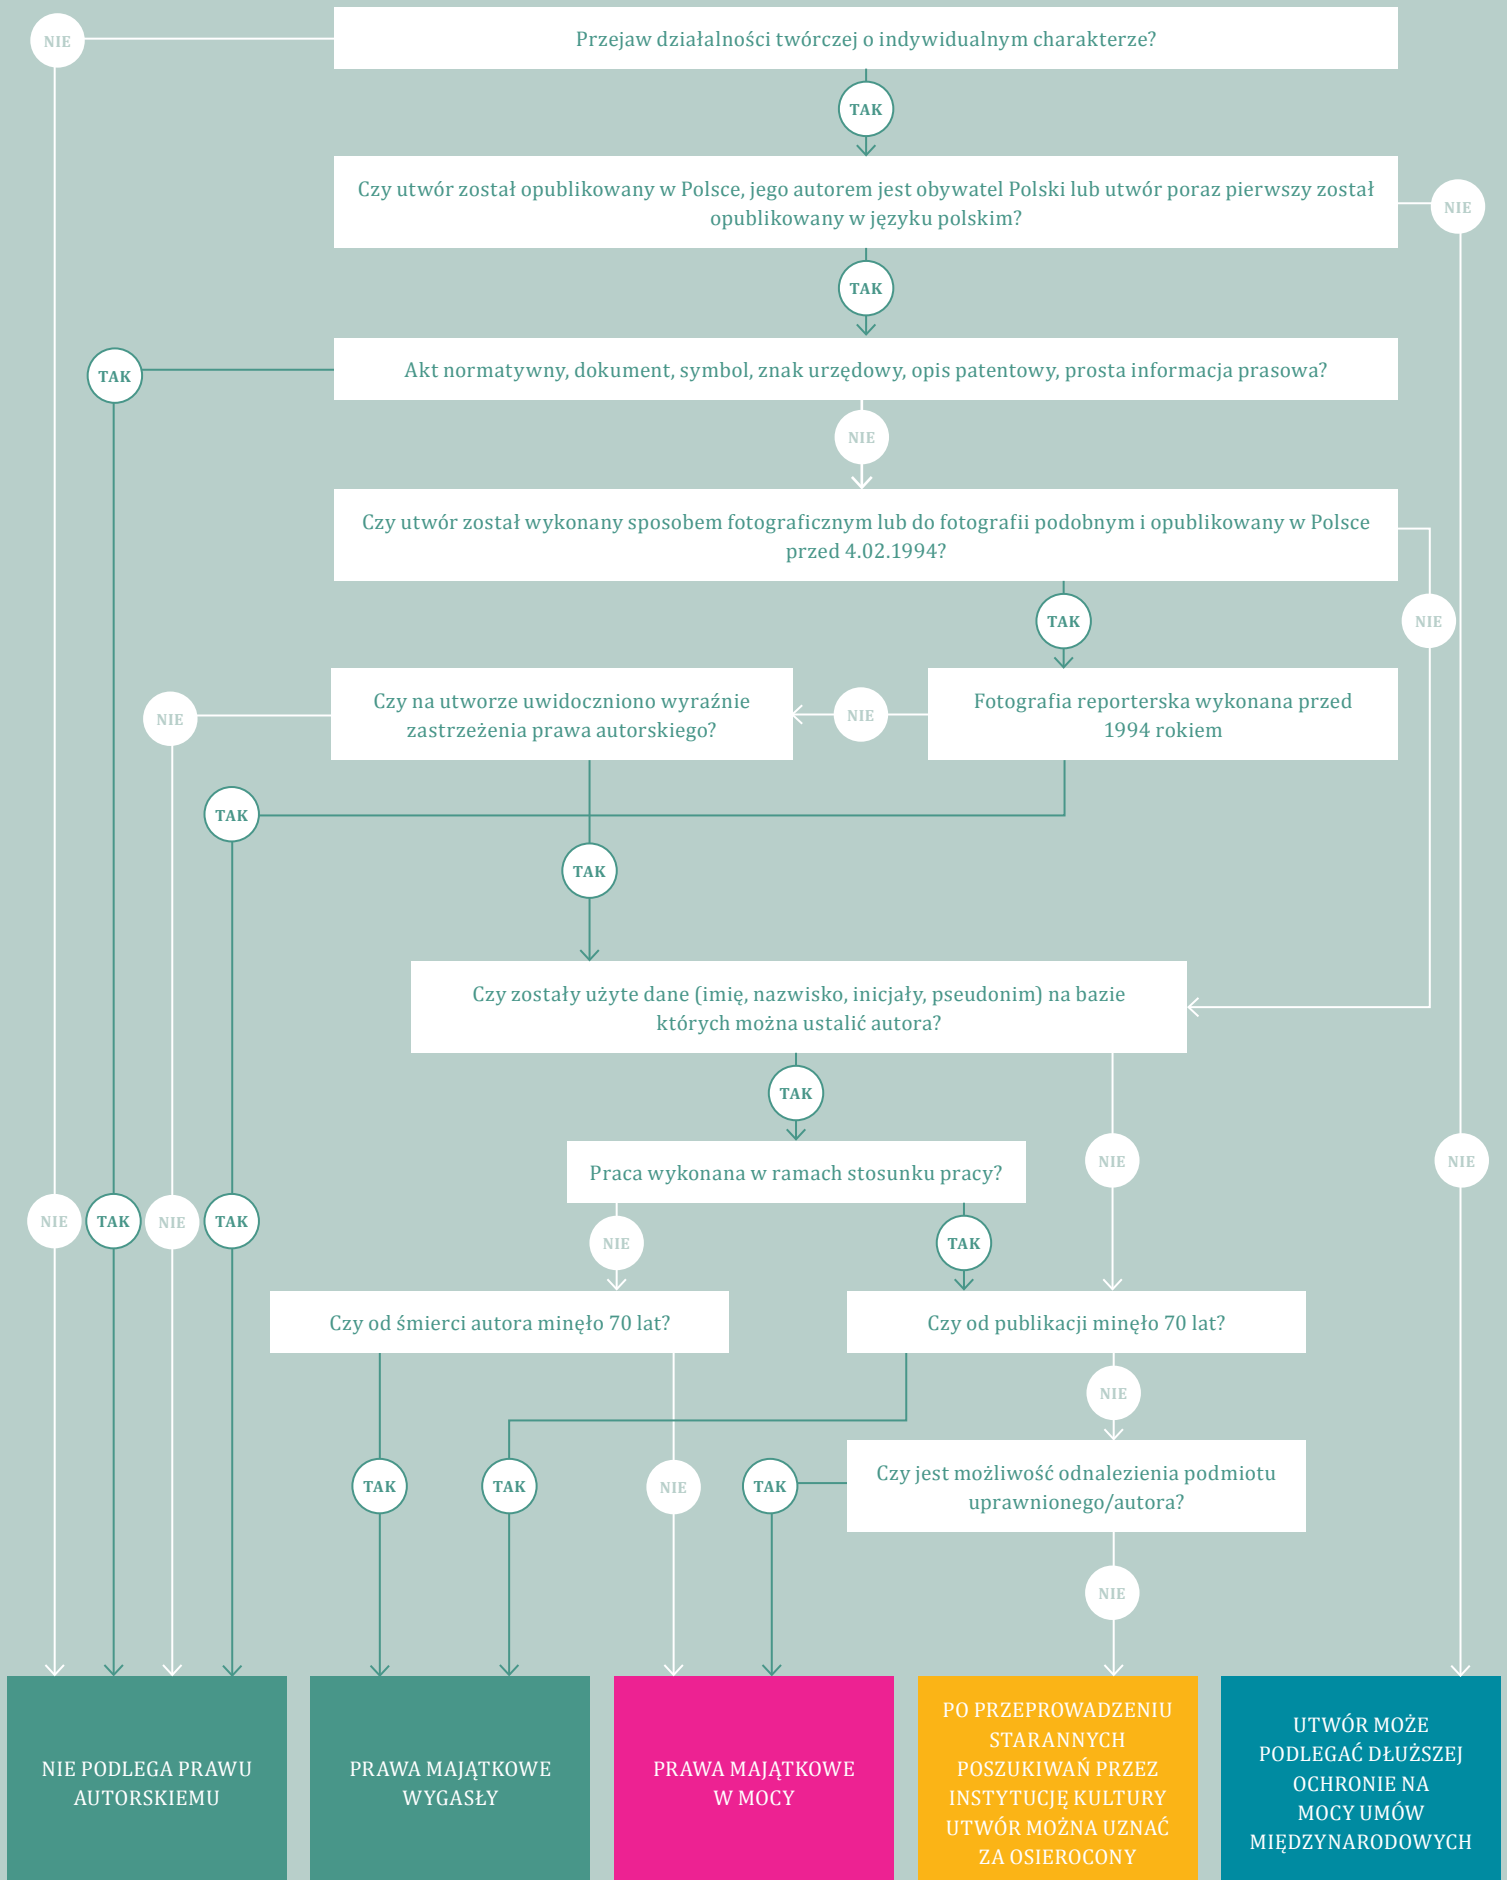 NIE
Przejaw działalności twórczej o indywidualnym charakterze?
TAK
Czy utwór został opublikowany w Polsce, jego autorem jest obywatel Polski lub utwór poraz pierwszy został
opublikowany w języku polskim?
NIE
TAK
TAK
Akt normatywny, dokument, symbol, znak urzędowy, opis patentowy, prosta informacja prasowa?
NIE
Czy utwór został wykonany sposobem fotograficznym lub do fotografii podobnym i opublikowany w Polsce
przed 4.02.1994?
TAK
NIE
NIE
Czy na utworze uwidoczniono wyraźnie
zastrzeżenia prawa autorskiego?
NIE
Fotografia reporterska wykonana przed
1994 rokiem
TAK
TAK
Czy zostały użyte dane (imię, nazwisko, inicjały, pseudonim) na bazie
których można ustalić autora?
TAK
Praca wykonana w ramach stosunku pracy?
NIE
NIE
NIE
TAK
NIE
TAK
NIE
TAK
Czy od śmierci autora minęło 70 lat?
Czy od publikacji minęło 70 lat?
NIE
TAK
TAK
NIE
TAK
Czy jest możliwość odnalezienia podmiotu
uprawnionego/autora?
NIE
NIE PODLEGA PRAWU
AUTORSKIEMU
PRAWA MAJĄTKOWE
WYGASŁY
PRAWA MAJĄTKOWE
W MOCY
PO PRZEPROWADZENIU
STARANNYCH
POSZUKIWAŃ PRZEZ
INSTYTUCJĘ KULTURY
UTWÓR MOŻNA UZNAĆ
ZA OSIEROCONY
UTWÓR MOŻE
PODLEGAĆ DŁUŻSZEJ
OCHRONIE NA
MOCY UMÓW
MIĘDZYNARODOWYCH